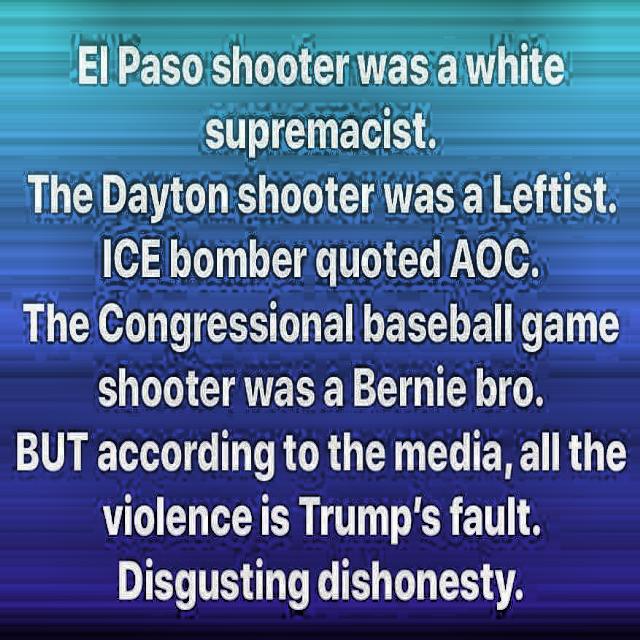 El Paso shooter was a white
supremacist.
The Dayton shooter was a Leftist.
ICE bomber quoted AOC.
The Congressional baseball game
shooter was a Bernie bro.
BUT according to the media, all the
violence is Trump's fault.
Disgusting dishonesty.